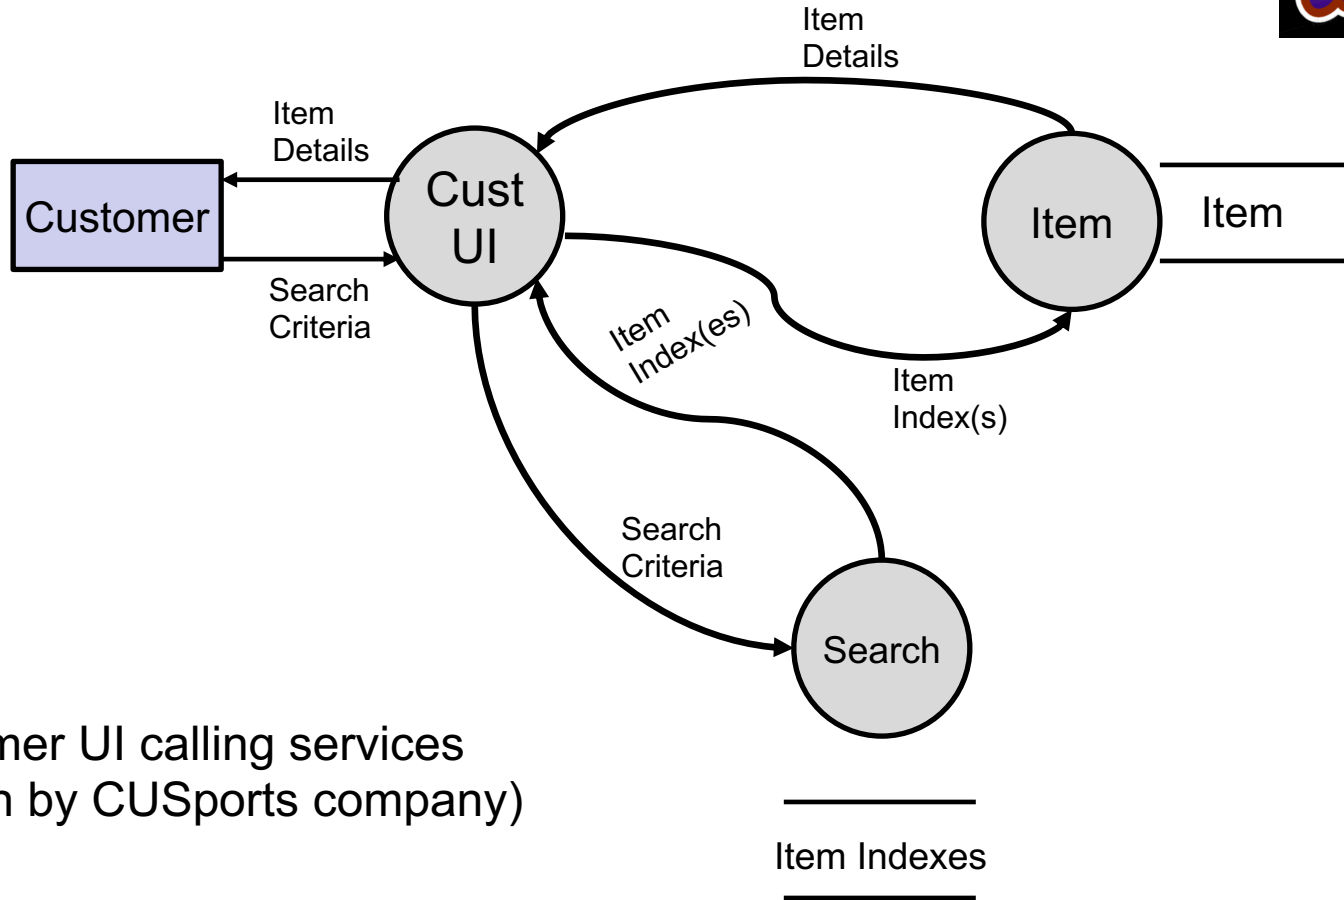 Item
Details
Item
Details
Customer
Cust
UI
Item
Item
Search
Criteria
Item
Index(es)
Item
Index(s)
Search
Criteria
Search
mer UI calling services
n by CUSports company)
Item Indexes